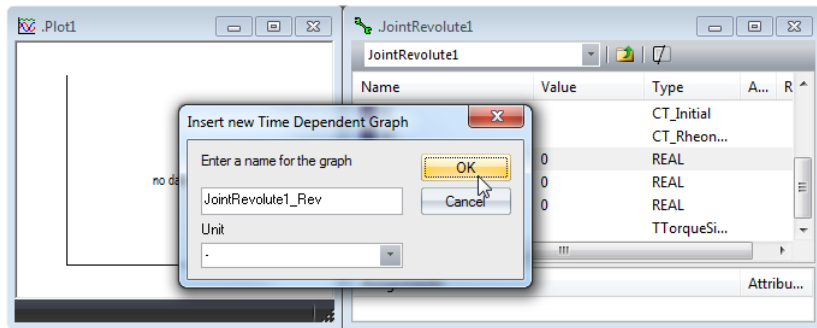 .Plot1
no da
.JointRevolute1
JointRevolute1
Name Value Type A... R
CT_Initial
CT_Rheon...
0 REAL
0 REAL
0 REAL
TTorqueSi...
Attribu...
Insert new Time Dependent Graph
Enter a name for the graph
OK
JointRevolute1_Rev
Cancel
Unit
-